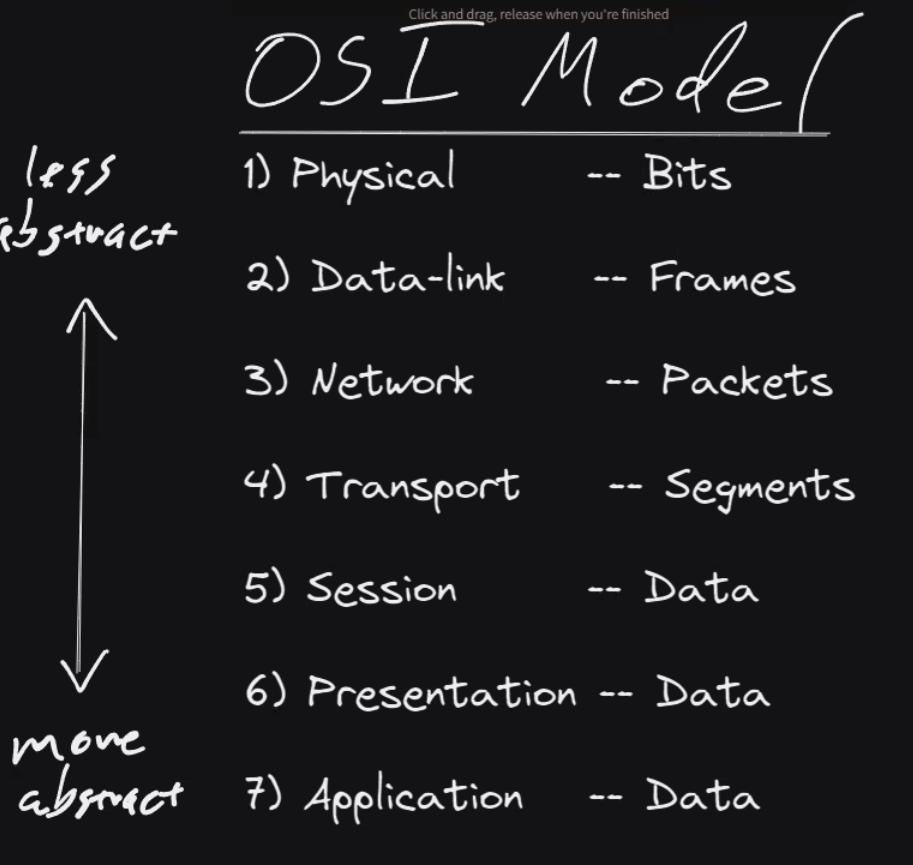 Click and drag, release when you're finished
OSI Model
less
abstract
1) Physical -- Bits
2) Data-link -- Frames
3) Network -- Packets
4) Transport -- Segments
5) Session -- Data
6) Presentation -- Data
7) Application -- Data
more
abstract